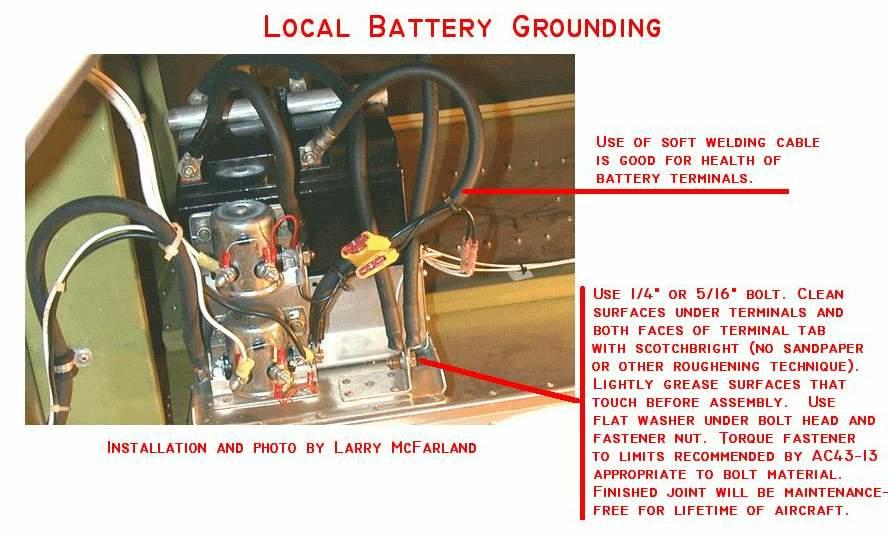 LOCAL BATTERY GROUNDING
USE OF SOFT WELDING CABLE
IS GOOD FOR HEALTH OF
BATTERY TERMINALS.
USE 1/4" OR 5/16" BOLT. CLEAN
SURFACES UNDER TERMINALS AND
BOTH FACES OF TERMINAL TAB
WITH SCOTCHBRIGHT (NO SANDPAPER
OR OTHER ROUGHENING TECHNIQUE).
LIGHTLY GREASE SURFACES THAT
TOUCH BEFORE ASSEMBLY. USE
FLAT WASHER UNDER BOLT HEAD AND
FASTENER NUT. TORQUE FASTENER
TO LIMITS RECOMMENDED BY AC43-13
APPROPRIATE TO BOLT MATERIAL.
FINISHED JOINT WILL BE MAINTENANCE-
FREE FOR LIFETIME OF AIRCRAFT.
INSTALLATION AND PHOTO BY LARRY MCFARLAND